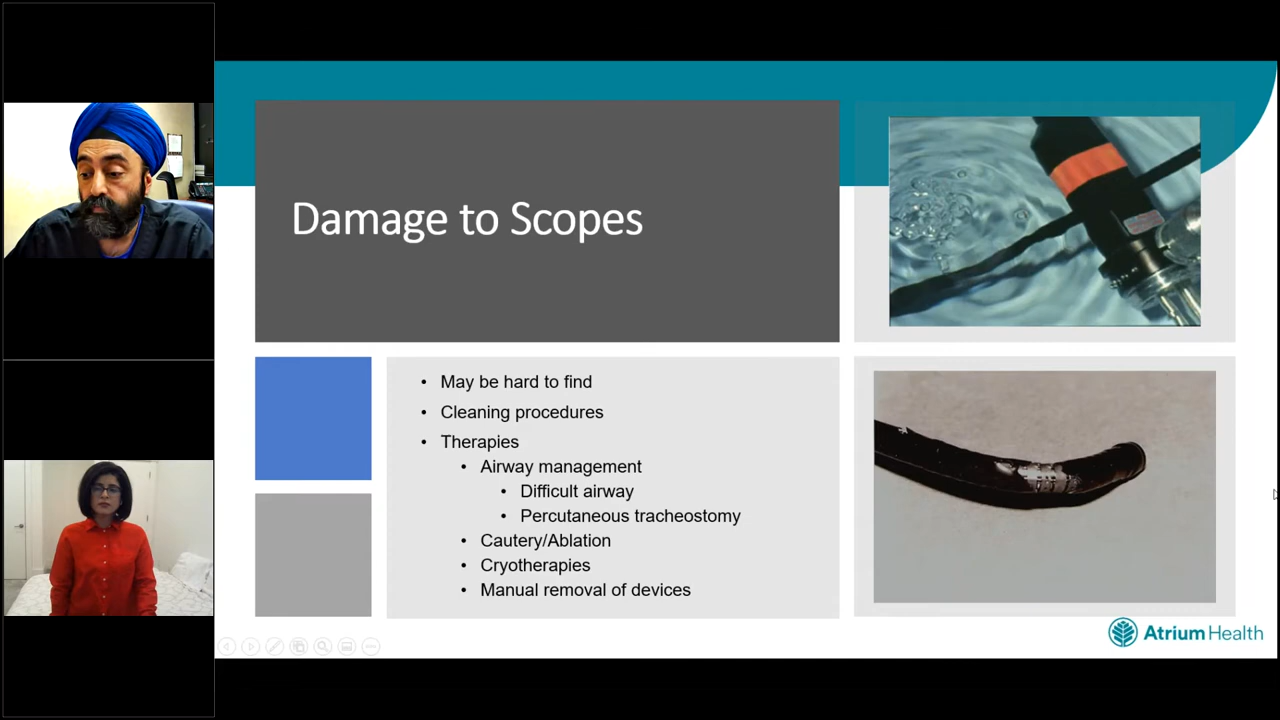 Damage to Scopes
• May be hard to find
• Cleaning procedures
• Therapies
• Airway management
• Difficult airway
• Percutaneous tracheostomy
• Cautery/Ablation
• Cryotherapies
• Manual removal of devices
Atrium Health